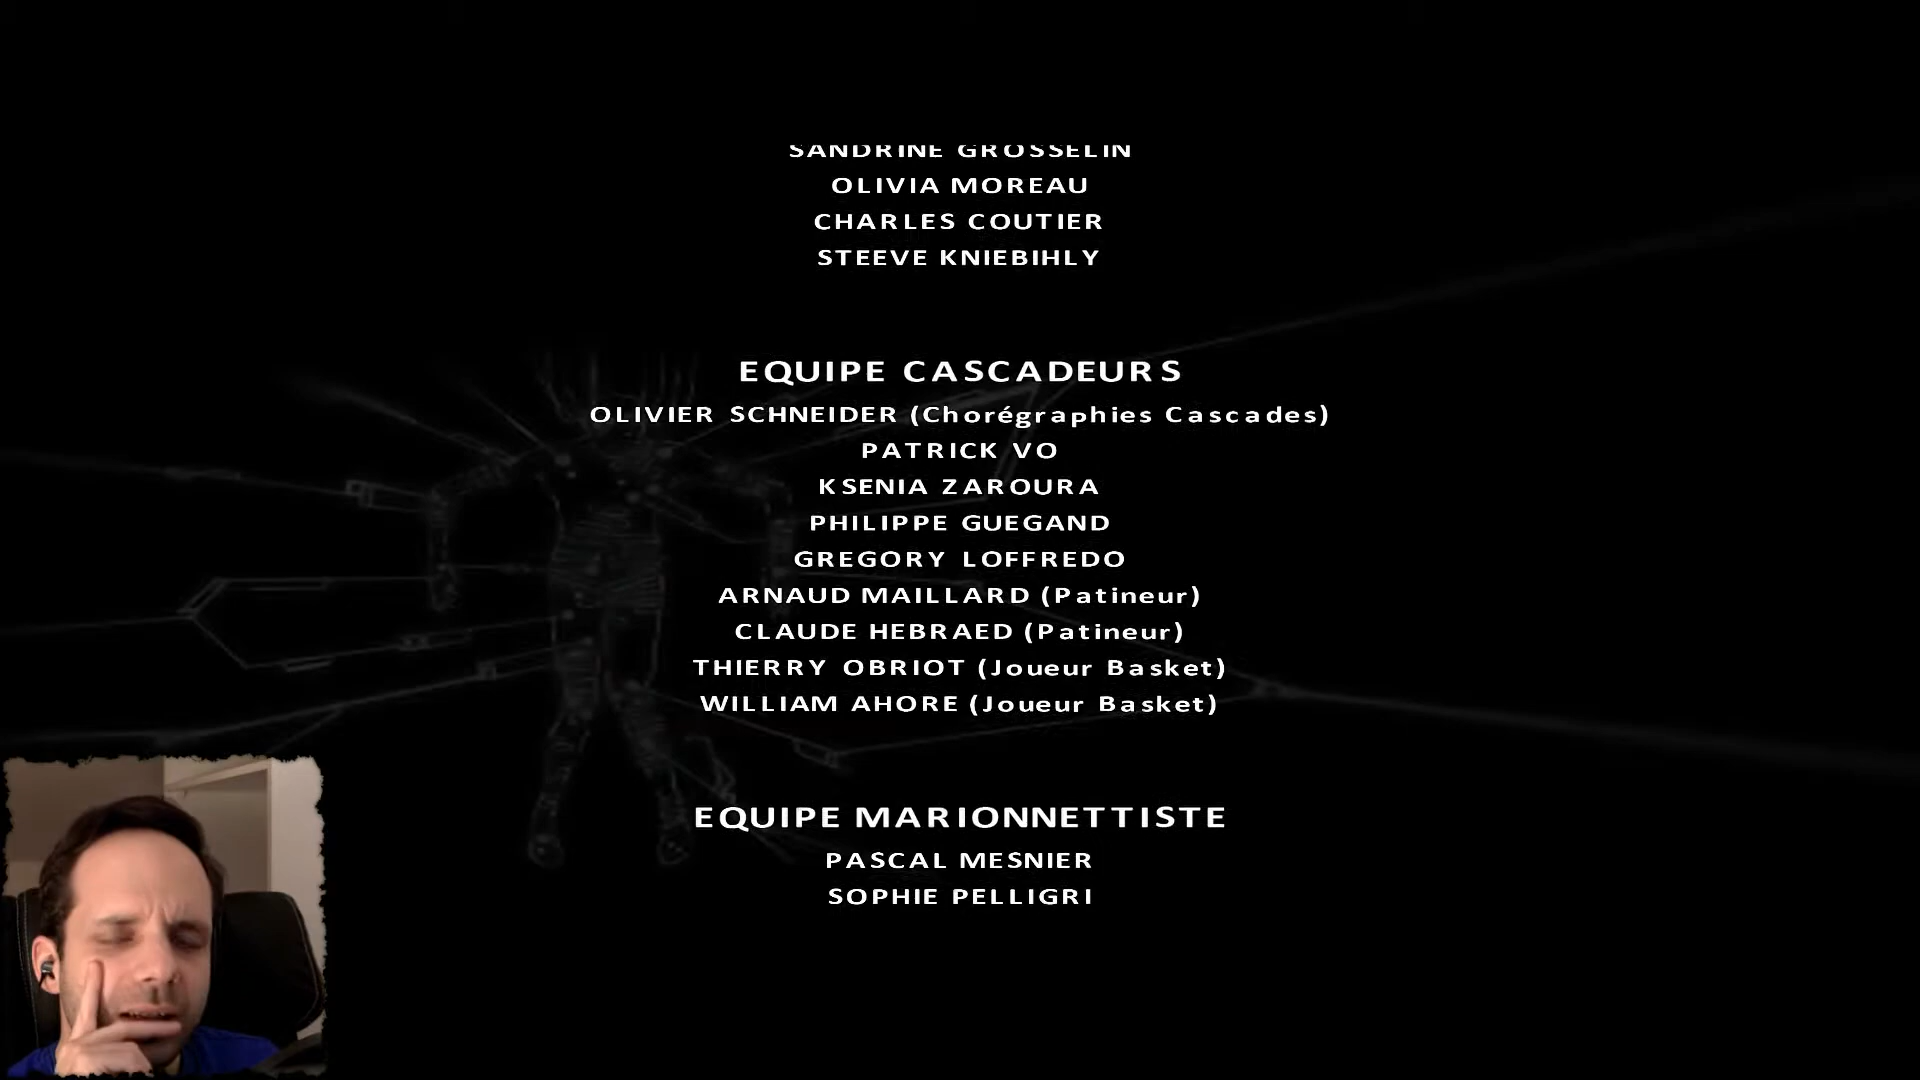 SANDRINE GROSSELIN
OLIVIA MOREAU
CHARLES COUTIER
STEEVE KNIEBIHLY
EQUIPE CASCADEURS
OLIVIER SCHNEIDER (Chorégraphies Cascades)
PATRICK VO
KSENIA ZAROURA
PHILIPPE GUEGAND
GREGORY LOFFREDO
ARNAUD MAILLARD (Patineur)
CLAUDE HEBRAED (Patineur)
THIERRY OBRIOT (Joueur Basket)
WILLIAM AHORE (Joueur Basket)
EQUIPE MARIONNETTISTE
PASCAL MESNIER
SOPHIE PELLIGRI